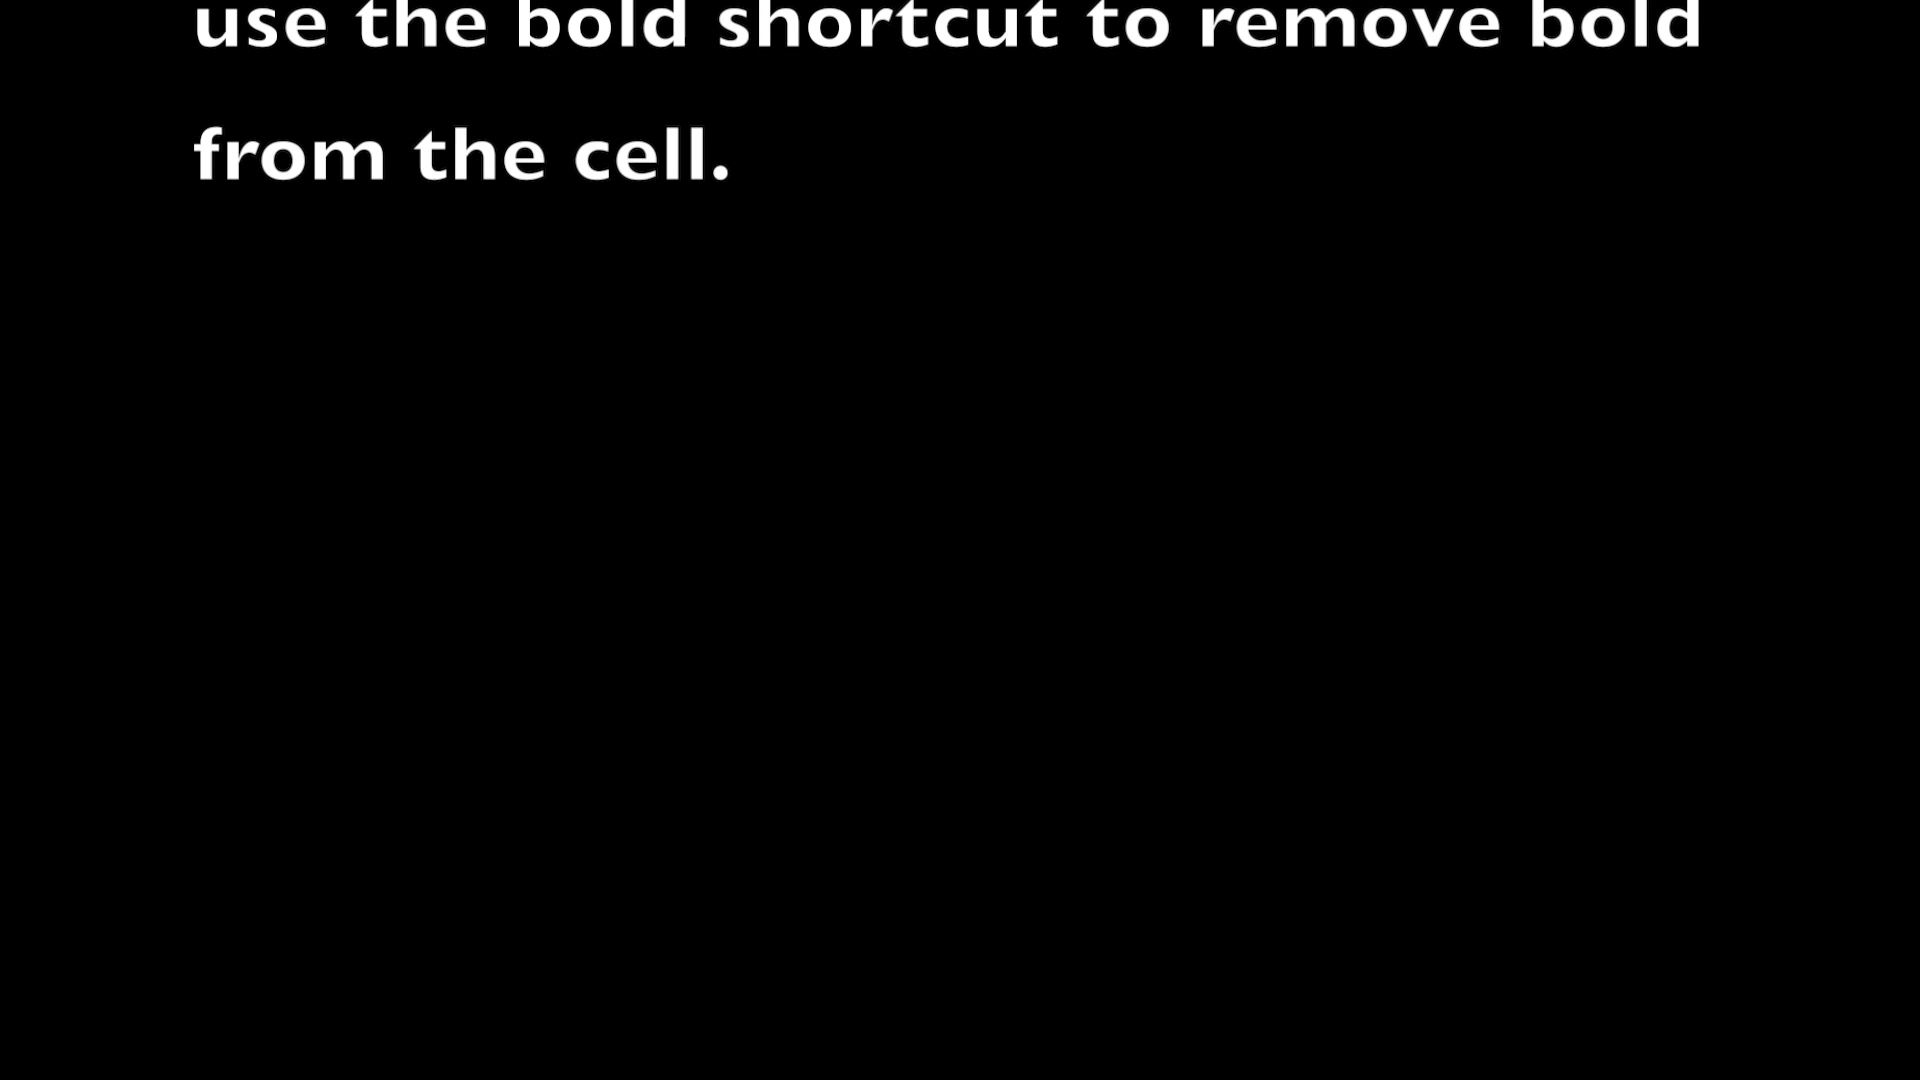 use the bold shortcut to remove bold
from the cell.